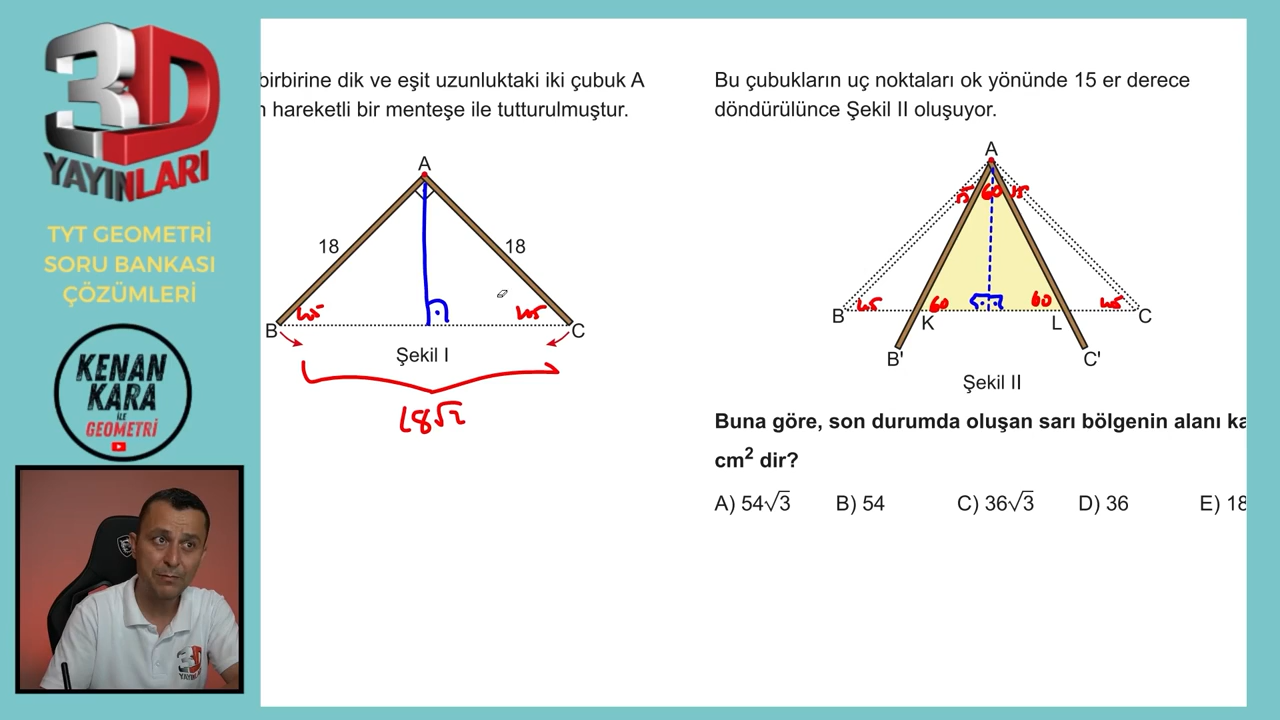 3D
YAYINLARI
TYT GEOMETRİ
SORU BANKASI
ÇÖZÜMLERİ
KENAN
KARA
İLE
GEOMETRİ
3D
birbirine dik ve eşit uzunluktaki iki çubuk A
hareketli bir menteşe ile tutturulmuştur.
A
18
18
45
45
B
C
Şekil I
18√2
Bu çubukların uç noktaları ok yönünde 15 er derece
döndürülünce Şekil II oluşuyor.
A
15 60 15
45 60 60 45
B K L C
B' C'
Şekil II
Buna göre, son durumda oluşan sarı bölgenin alanı
cm² dir?
A) 54√3 B) 54 C) 36√3 D) 36 E) 18